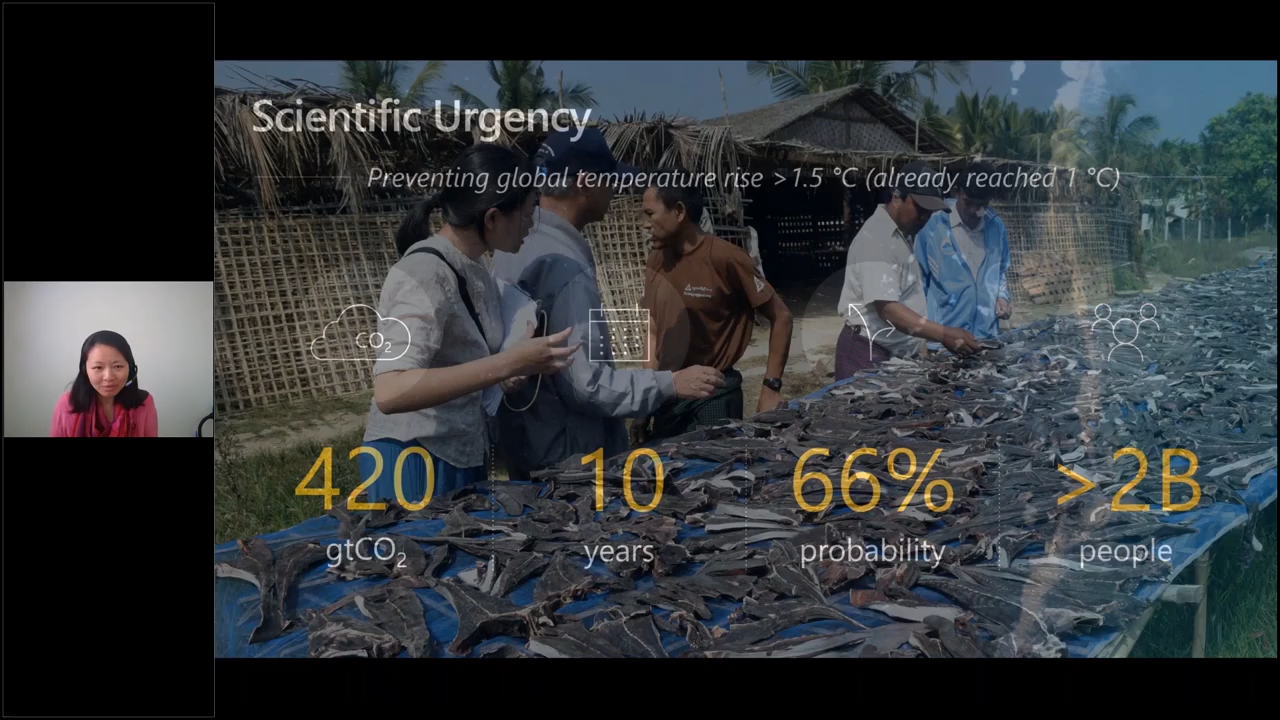 Scientific Urgency
Preventing global temperature rise >1.5 °C (already reached 1 °C)
CO₂
420
gtCO₂
10
years
66%
probability
>2B
people